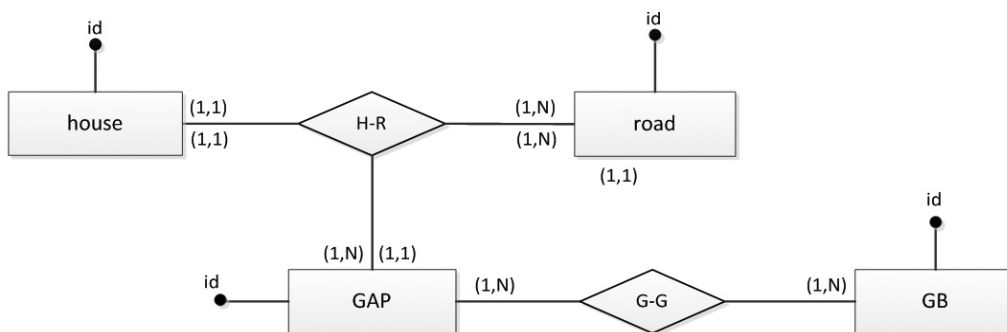 id
id
(1,1)
(1,N)
house
H-R
road
(1,1)
(1,N)
(1,1)
id
(1,N)
(1,1)
id
GAP
(1,N)
G-G
(1,N)
GB